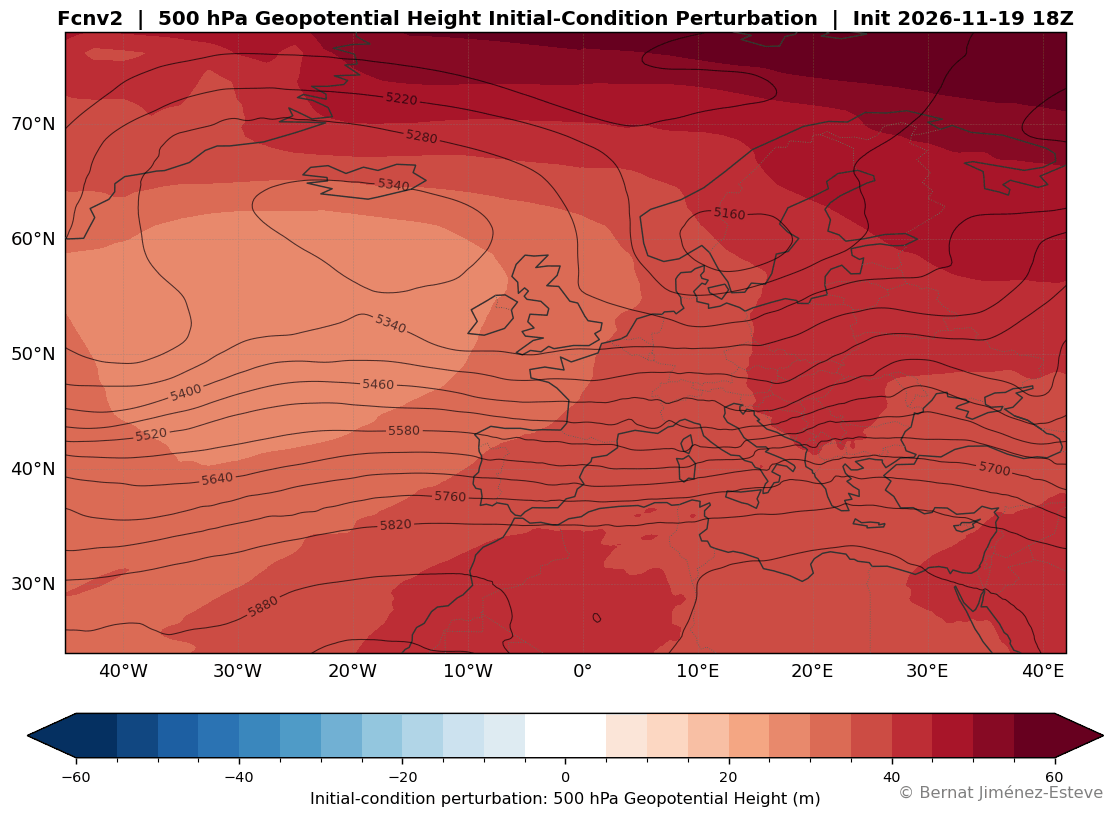 Fcnv2 | 500 hPa Geopotential Height Initial-Condition Perturbation | Init 2026-11-19 18Z
70°N
60°N
50°N
40°N
30°N
5220
5280
5340
5160
5340
5400
5460
5520
5580
5640
5700
5760
5820
5880
40°W 30°W 20°W 10°W 0° 10°E 20°E 30°E 40°E
−60 −40 −20 0 20 40 60
Initial-condition perturbation: 500 hPa Geopotential Height (m)
© Bernat Jiménez-Esteve